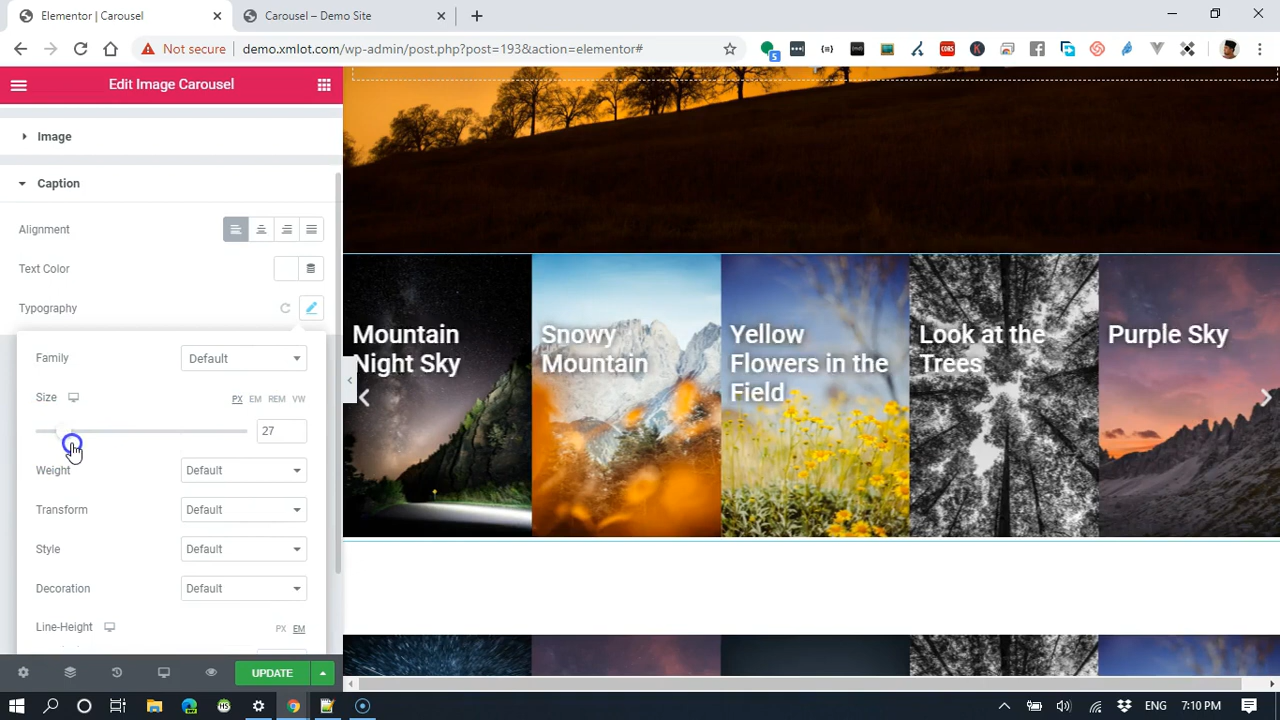 Elementor | Carousel
Carousel – Demo Site
Not secure
demo.xmlot.com/wp-admin/post.php?post=193&action=elementor#
Edit Image Carousel
Image
Caption
Alignment
Text Color
Typography
Family
Default
Size
PX
EM
REM
VW
27
Weight
Default
Transform
Default
Style
Default
Decoration
Default
Line-Height
PX
EM
UPDATE
Mountain
Night Sky
Snowy
Mountain
Yellow
Flowers in the
Field
Look at the
Trees
Purple Sky
ENG
7:10 PM